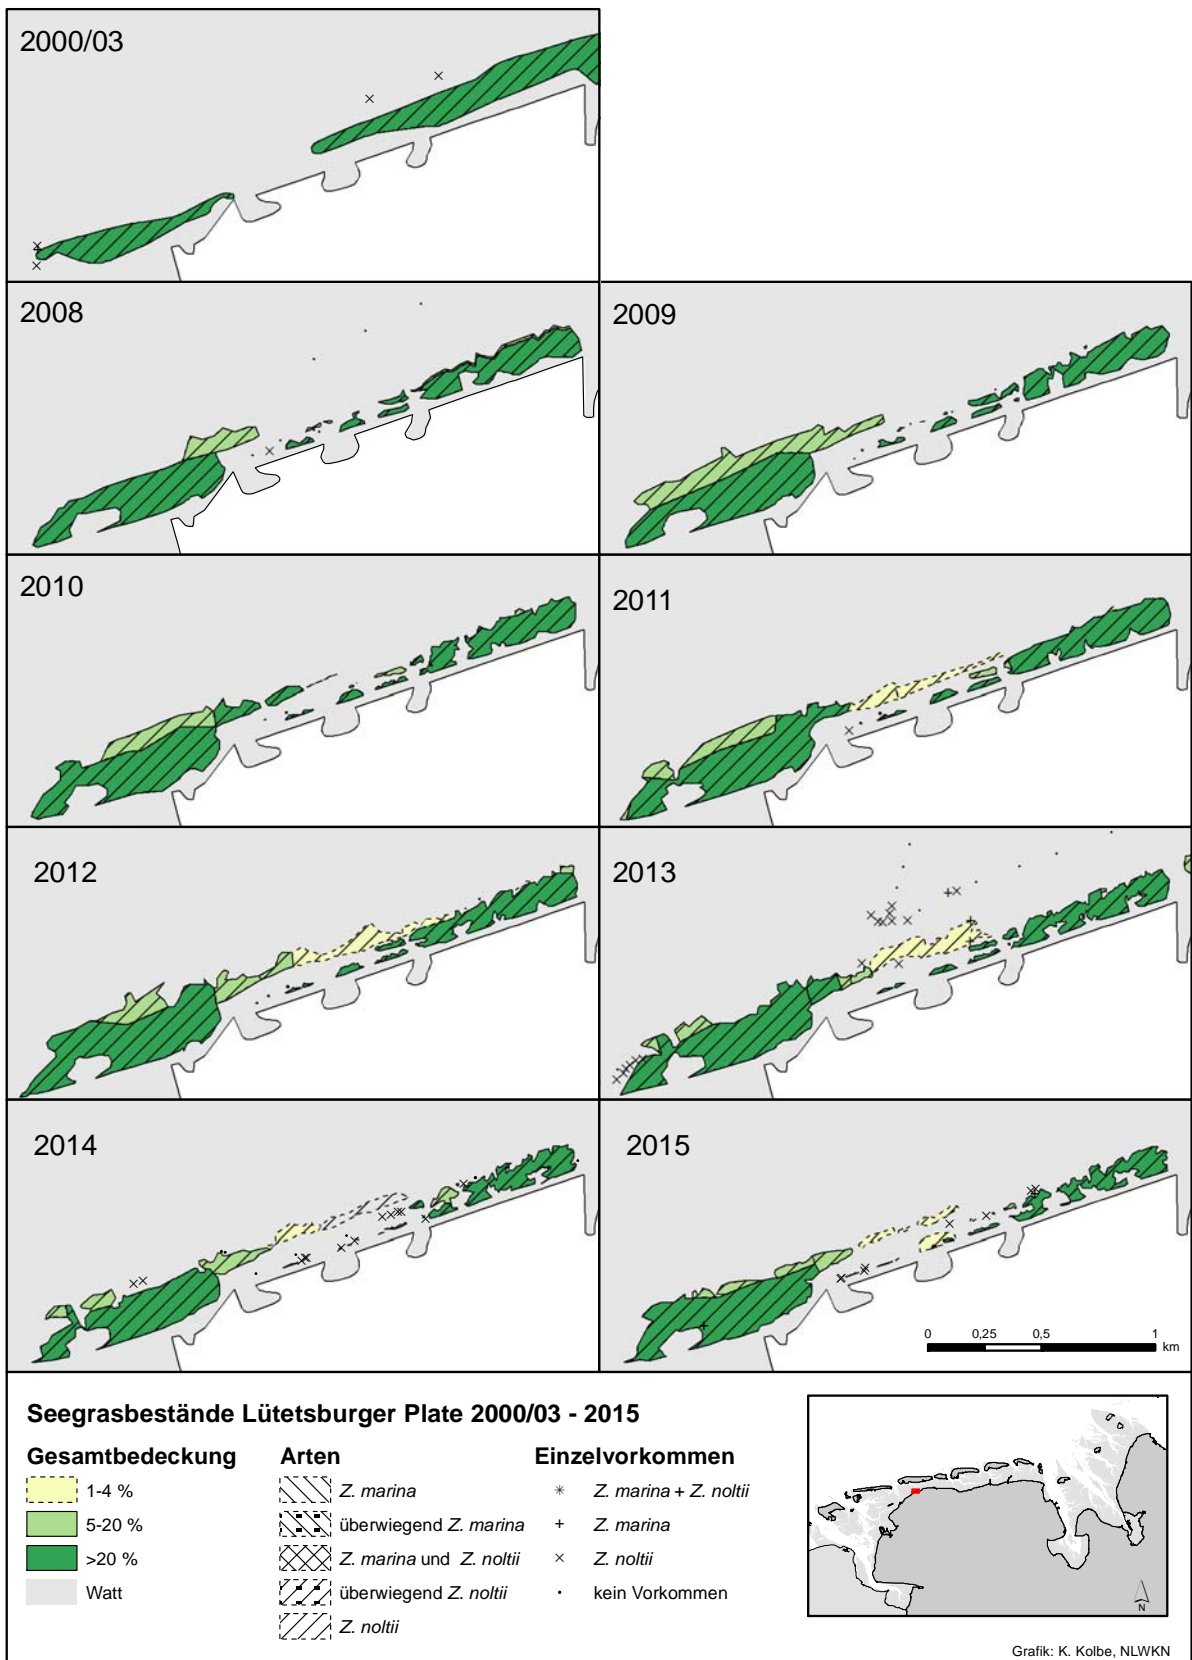 2000/03
2008
2009
2010
2011
2012
2013
2014
2015
0 0,25 0,5 1
km
Seegrasbestände Lütetsburger Plate 2000/03 - 2015
Gesamtbedeckung
1-4 %
5-20 %
>20 %
Watt
Arten
Z. marina
überwiegend Z. marina
Z. marina und Z. noltii
überwiegend Z. noltii
Z. noltii
Einzelvorkommen
Z. marina + Z. noltii
Z. marina
Z. noltii
kein Vorkommen
N
Grafik: K. Kolbe, NLWKN